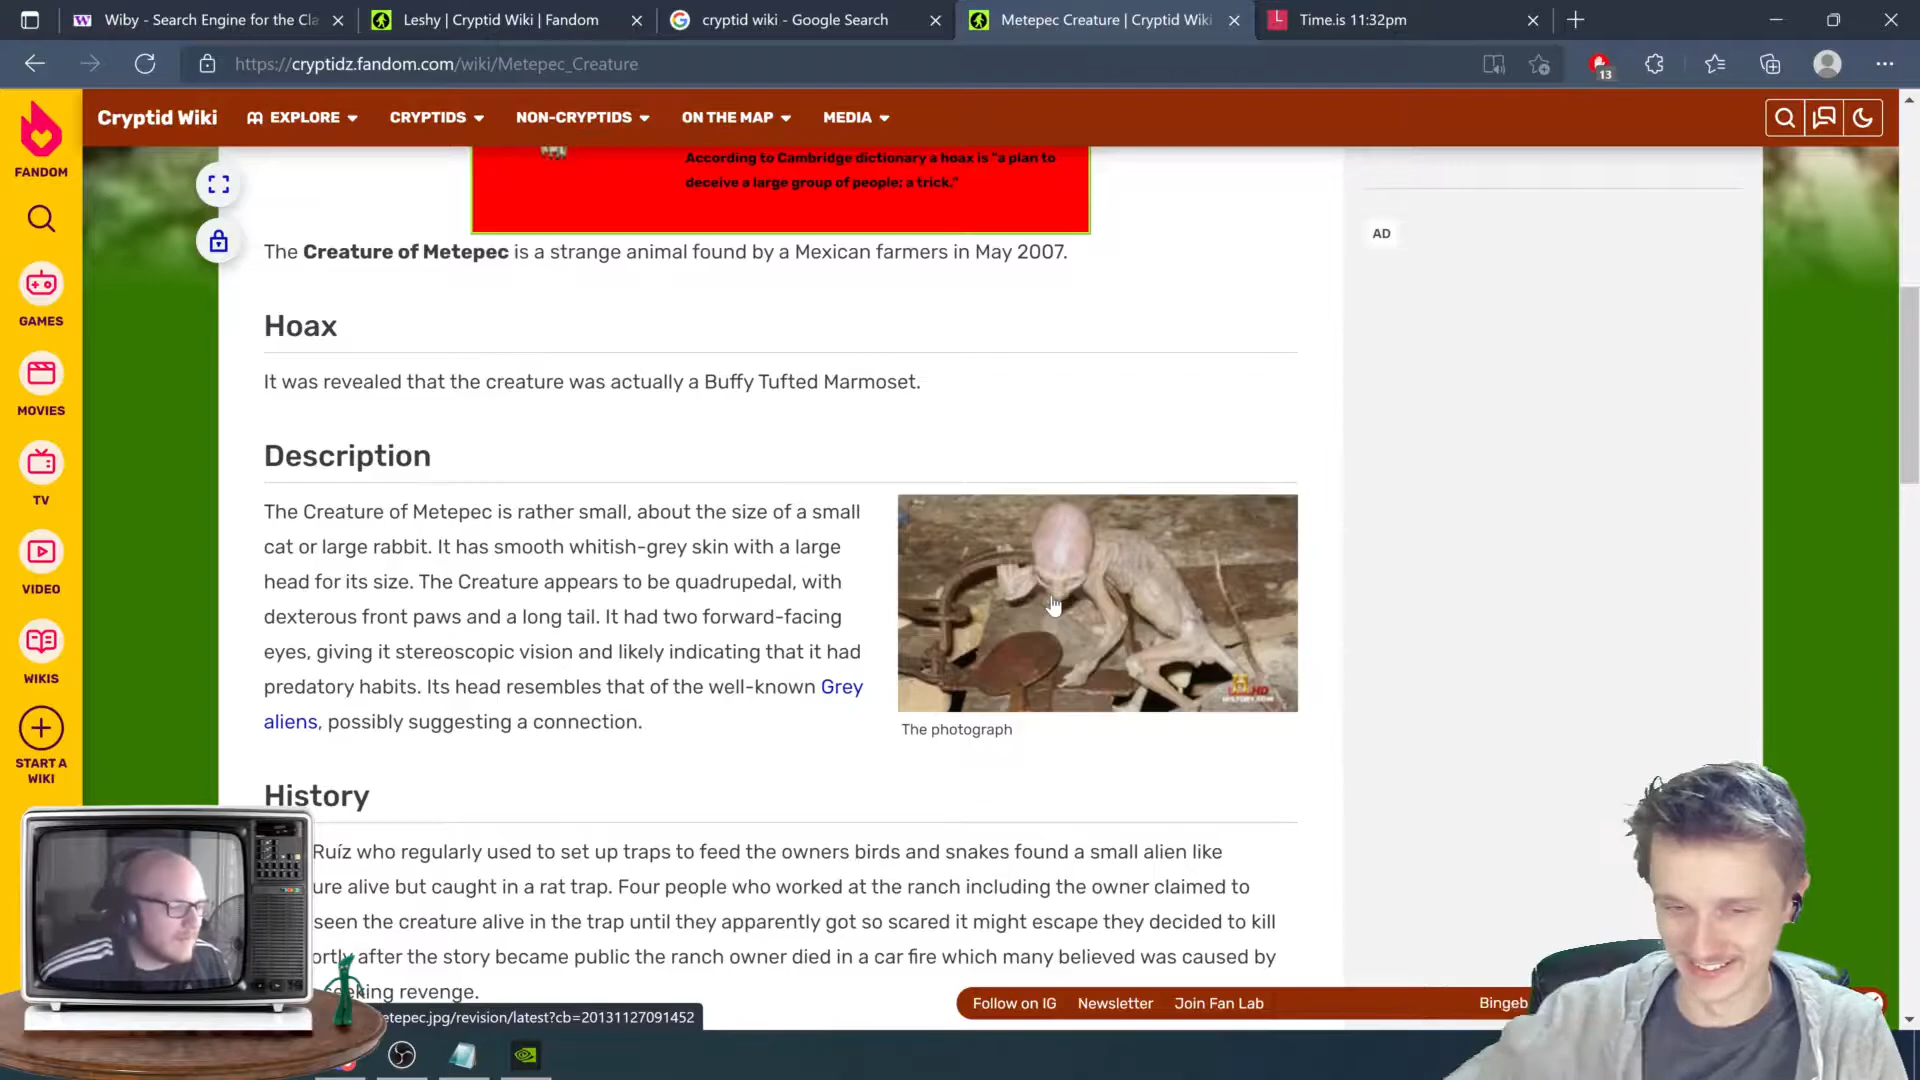 Wiby - Search Engine for the Cla
Leshy | Cryptid Wiki | Fandom
cryptid wiki - Google Search
Metepec Creature | Cryptid Wiki
Time.is 11:32pm
https://cryptidz.fandom.com/wiki/Metepec_Creature
13
FANDOM
GAMES
MOVIES
TV
VIDEO
WIKIS
START A
WIKI
Cryptid Wiki
EXPLORE
CRYPTIDS
NON-CRYPTIDS
ON THE MAP
MEDIA
According to Cambridge dictionary a hoax is "a plan to
deceive a large group of people; a trick."
AD
The Creature of Metepec is a strange animal found by a Mexican farmers in May 2007.
Hoax
It was revealed that the creature was actually a Buffy Tufted Marmoset.
Description
The Creature of Metepec is rather small, about the size of a small
cat or large rabbit. It has smooth whitish-grey skin with a large
head for its size. The Creature appears to be quadrupedal, with
dexterous front paws and a long tail. It had two forward-facing
eyes, giving it stereoscopic vision and likely indicating that it had
predatory habits. Its head resembles that of the well-known Grey
aliens, possibly suggesting a connection.
H HD
HISTORY.COM
The photograph
History
Ruíz who regularly used to set up traps to feed the owners birds and snakes found a small alien like
ure alive but caught in a rat trap. Four people who worked at the ranch including the owner claimed to
seen the creature alive in the trap until they apparently got so scared it might escape they decided to kill
ortly after the story became public the ranch owner died in a car fire which many believed was caused by
eeking revenge.
Follow on IG
Newsletter
Join Fan Lab
Bingeb
etepec.jpg/revision/latest?cb=20131127091452